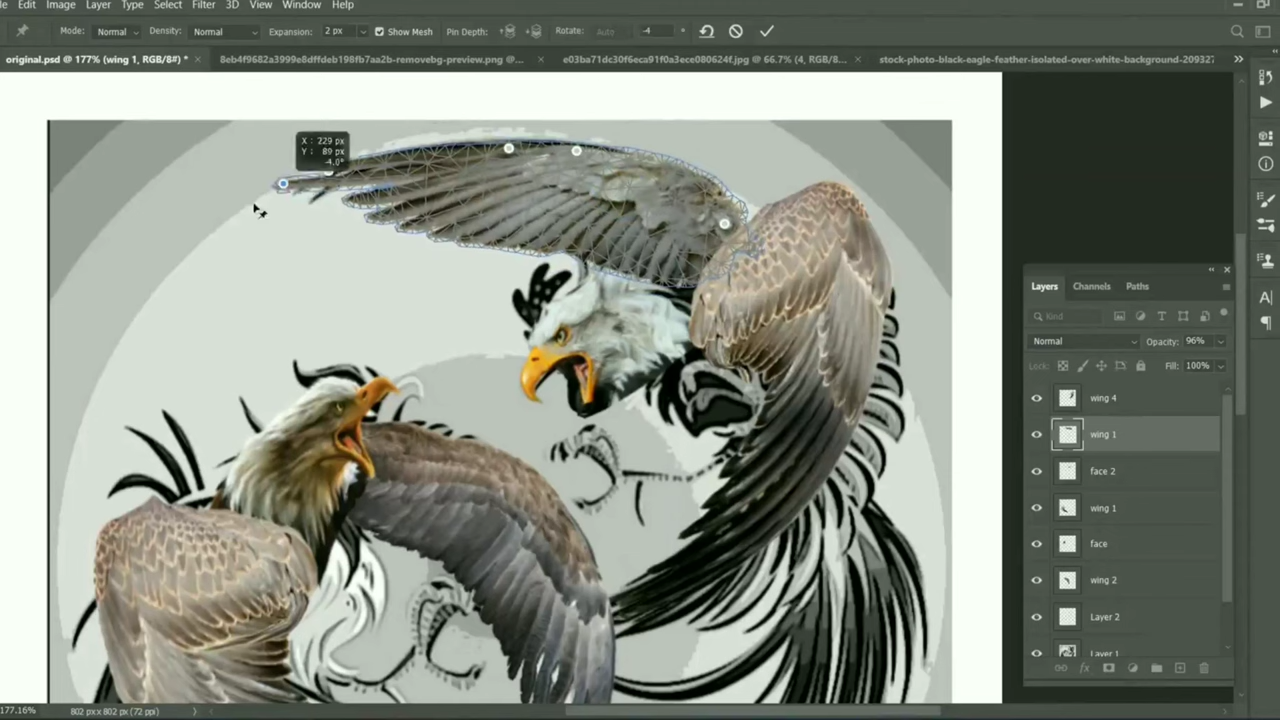 Edit Image Layer Type Select Filter 3D View Window Help
Mode: Normal Density: Normal Expansion: 2 px Show Mesh Pin Depth: Rotate: Auto -4 °
original.psd @ 177% (wing 1, RGB/8#) * × 8eb4f9682a3999e8dffdeb198fb7aa2b-removebg-preview.png @... × e03ba71dc30f6eca91f0a3ece080624f.jpg @ 66.7% (4, RGB/8... × stock-photo-black-eagle-feather-isolated-over-white-background-209327
X : 229 px
Y : 89 px
-4.0°
Layers Channels Paths
Kind
Normal Opacity: 96%
Lock: Fill: 100%
wing 4
wing 1
face 2
wing 1
face
wing 2
Layer 2
Layer 1
177.16% 802 px x 802 px (72 ppi)